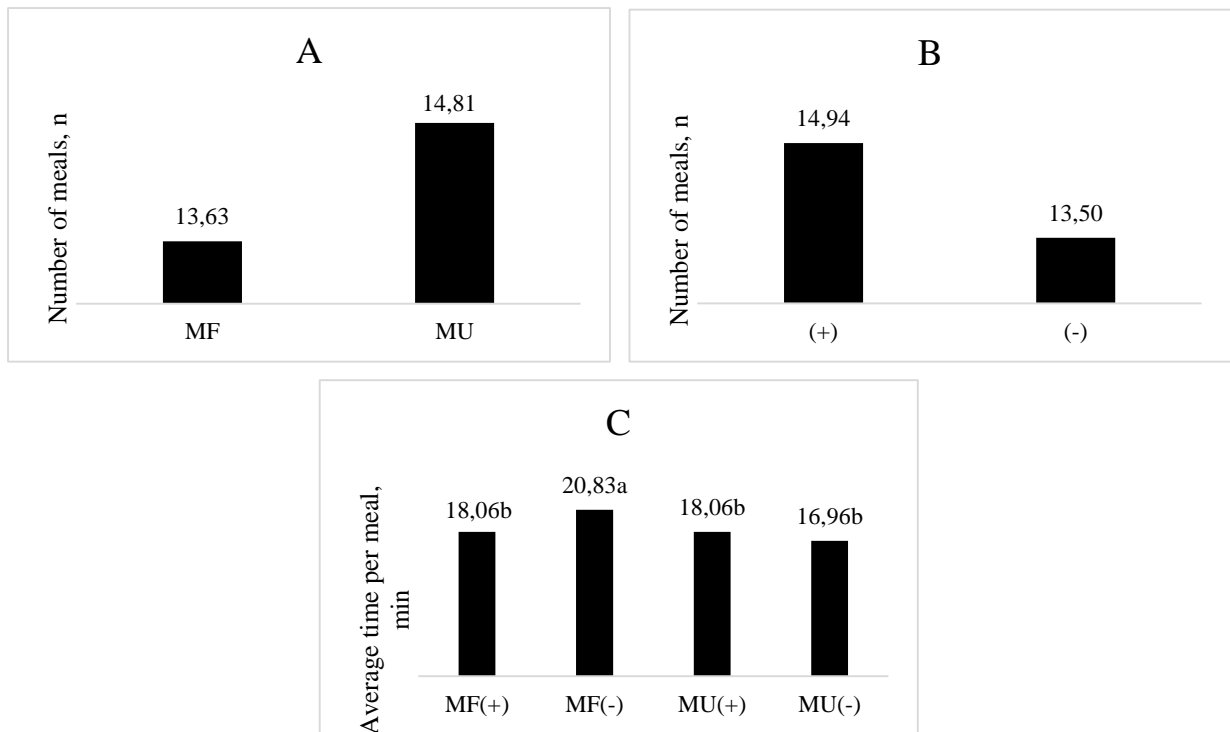 A
Number of meals, n
13,63
14,81
MF
MU
B
Number of meals, n
14,94
13,50
(+)
(-)
C
Average time per meal,
min
18,06b
20,83a
18,06b
16,96b
MF(+)
MF(-)
MU(+)
MU(-)